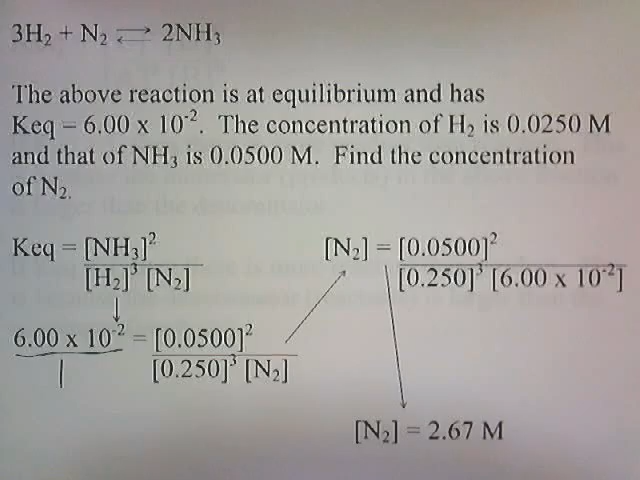 3H₂ + N₂ ⇌ 2NH₃
The above reaction is at equilibrium and has
Keq = 6.00 x 10⁻². The concentration of H₂ is 0.0250 M
and that of NH₃ is 0.0500 M. Find the concentration
of N₂.
Keq = [NH₃]²
[H₂]³ [N₂]
6.00 x 10⁻² = [0.0500]²
1 [0.250]³ [N₂]
[N₂] = [0.0500]²
[0.250]³ [6.00 x 10⁻²]
[N₂] = 2.67 M